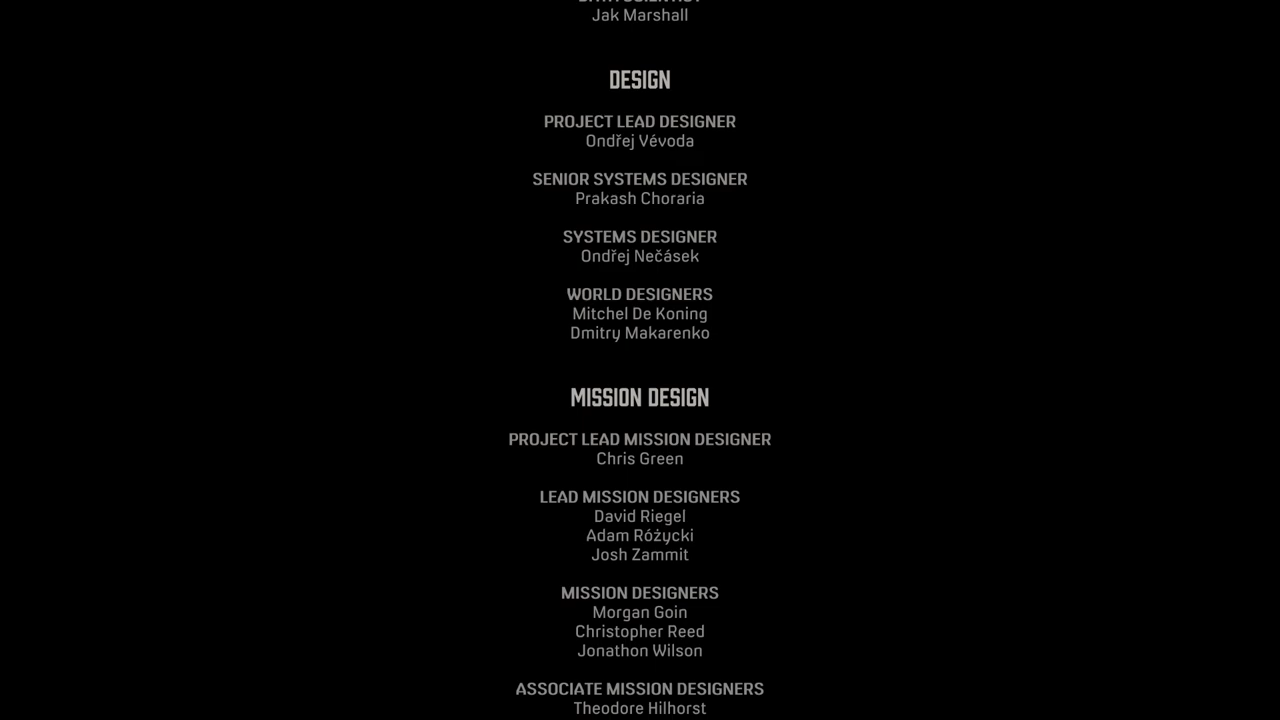 DATA SCIENTIST
Jak Marshall
DESIGN
PROJECT LEAD DESIGNER
Ondřej Vévoda
SENIOR SYSTEMS DESIGNER
Prakash Choraria
SYSTEMS DESIGNER
Ondřej Nečásek
WORLD DESIGNERS
Mitchel De Koning
Dmitry Makarenko
MISSION DESIGN
PROJECT LEAD MISSION DESIGNER
Chris Green
LEAD MISSION DESIGNERS
David Riegel
Adam Różycki
Josh Zammit
MISSION DESIGNERS
Morgan Goin
Christopher Reed
Jonathon Wilson
ASSOCIATE MISSION DESIGNERS
Theodore Hilhorst